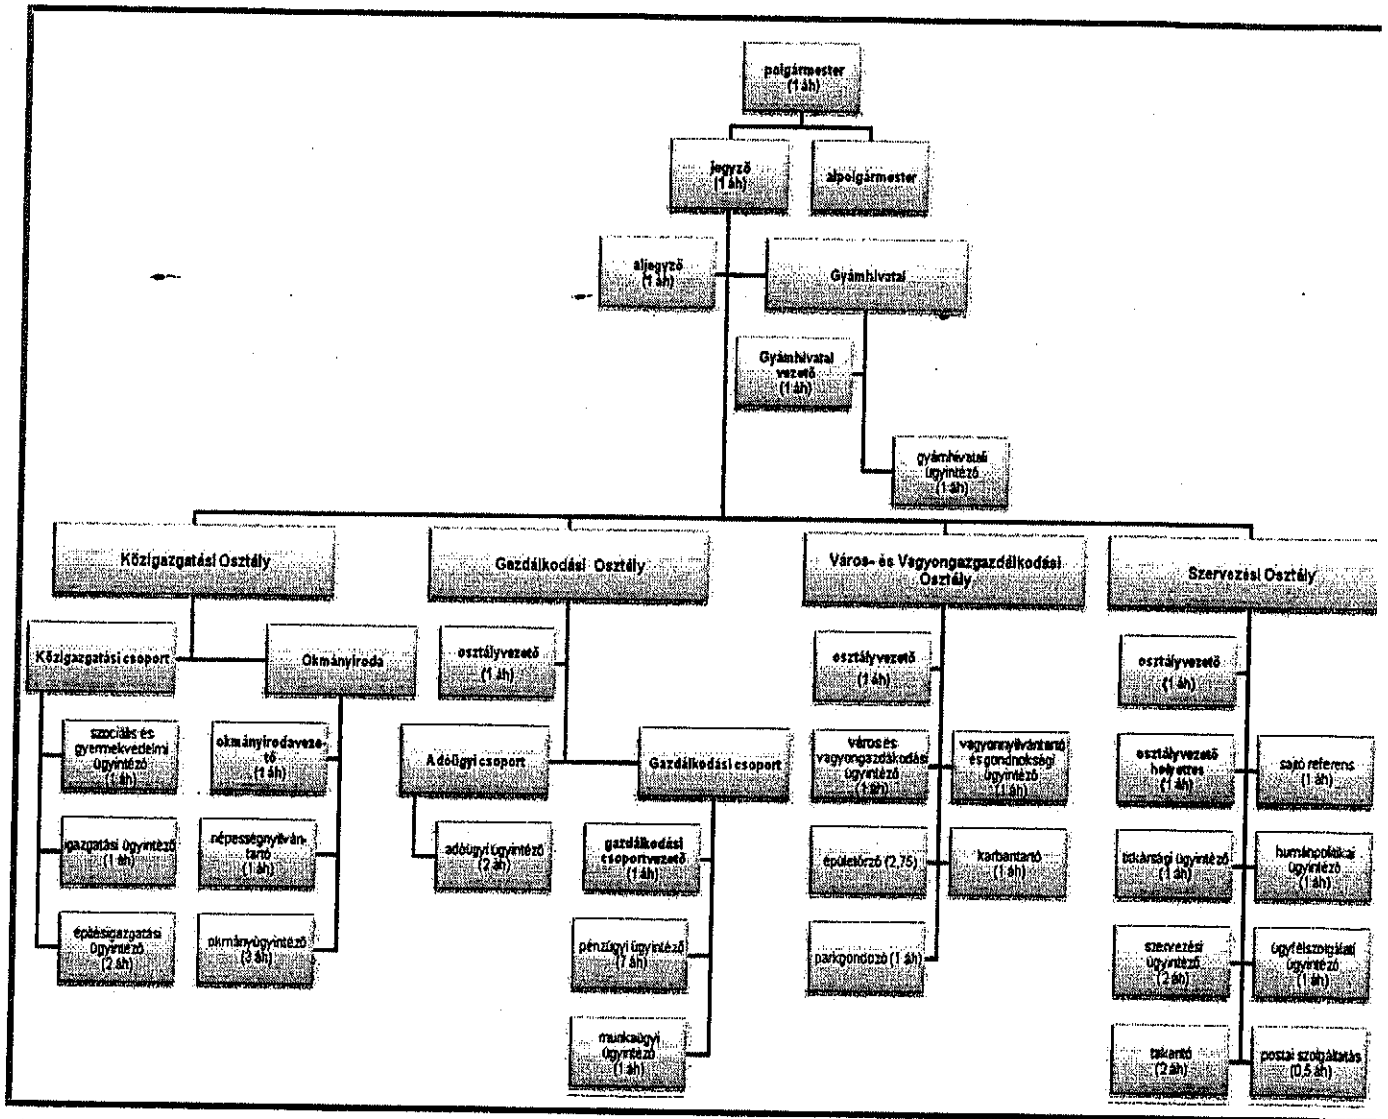 polgármester
(1 áh)
jegyző
(1 áh)
alpolgármester
aljegyző
(1 áh)
Gyámhivatal
Gyámhivatal
vezető
(1 áh)
gyámhivatali
ügyintéző
(1 áh)
Közigazgatási Osztály
Gazdálkodási Osztály
Város- és Vagyongazgazdálkodási
Osztály
Szervezési Osztály
Közigazgatási csoport
Okmányiroda
szociális és
gyermekvédelmi
ügyintéző
(1 áh)
okmányirodaveze-
tő
(1 áh)
igazgatási ügyintéző
(1 áh)
népességnyilván-
tartó
(1 áh)
építésigazgatási
ügyintéző
(2 áh)
okmányügyintéző
(3 áh)
osztályvezető
(1 áh)
Adóügyi csoport
Gazdálkodási csoport
adóügyi ügyintéző
(2 áh)
gazdálkodási
csoportvezető
(1 áh)
pénzügyi ügyintéző
(7 áh)
munkaügyi
ügyintéző
(1 áh)
osztályvezető
(1 áh)
város és
vagyongazdákodási
ügyintéző
(1 áh)
vagyonnyilvántartó
és gondnoksági
ügyintéző
(1 áh)
épületőrző (2,75)
karbantartó
(1 áh)
parkgondozó (1 áh)
osztályvezető
(1 áh)
osztályvezető
helyettes
(1 áh)
sajtó referens
(1 áh)
titkársági ügyintéző
(1 áh)
humánpolitikai
ügyintéző
(1 áh)
szervezési
ügyintéző
(2 áh)
ügyfélszolgálati
ügyintéző
(1 áh)
takarító
(2 áh)
postai szolgáltatás
(0,5 áh)